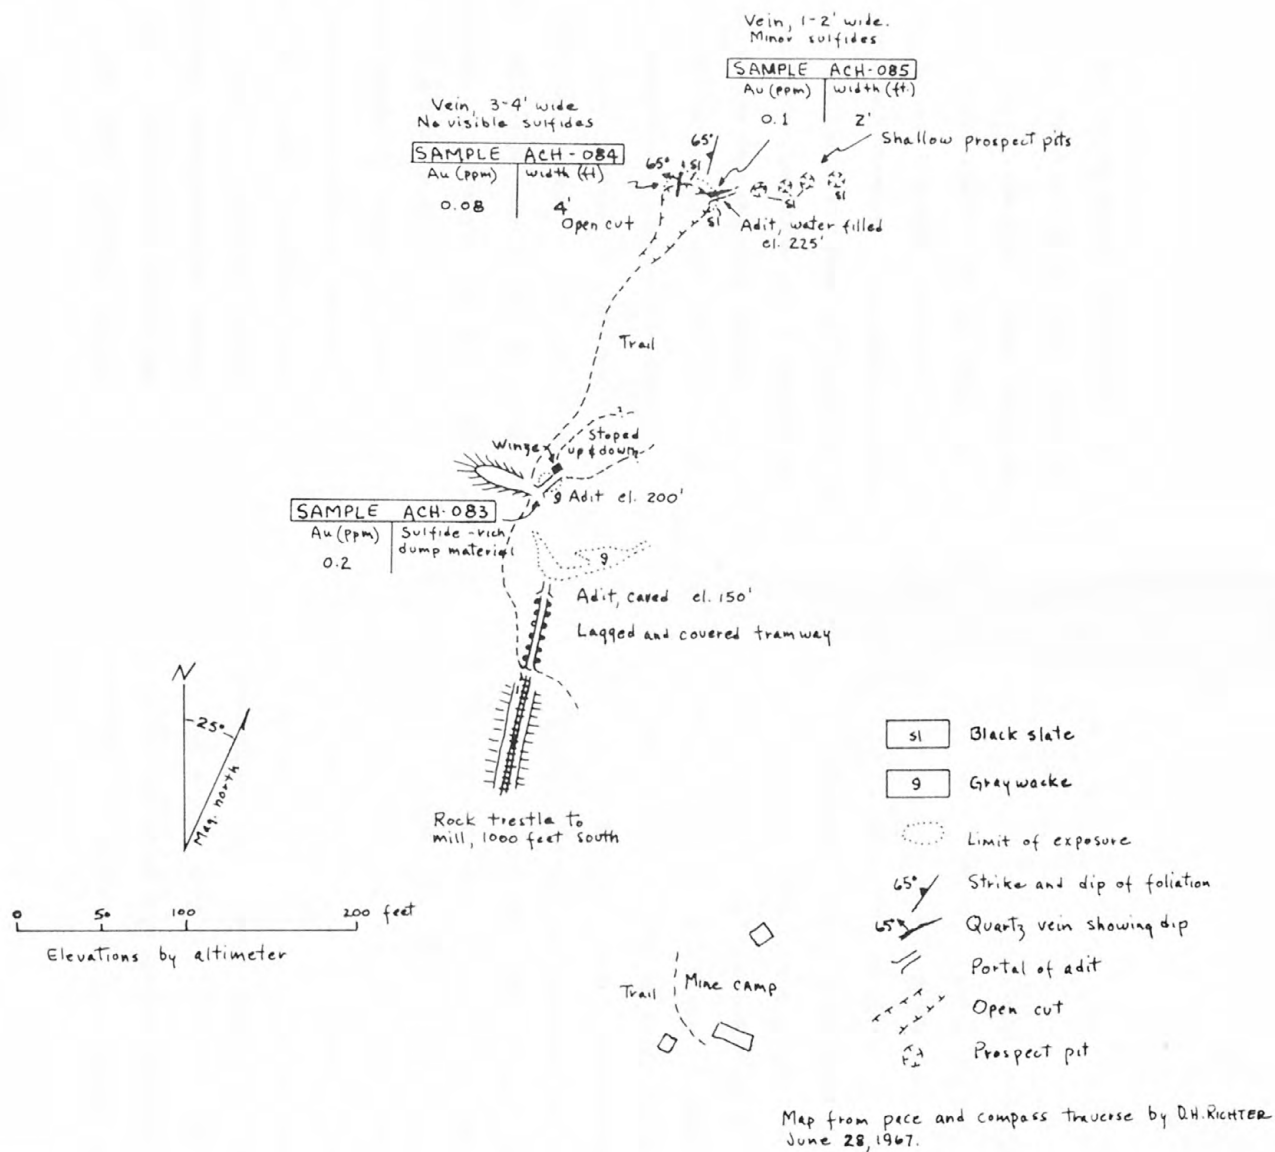 Vein, 1-2' wide.
Minor sulfides
SAMPLE ACH-085
Au (ppm) width (ft.)
0.1 2'
Vein, 3-4' wide
No visible sulfides
SAMPLE ACH-084
Au (ppm) width (ft)
0.08 4'
Open cut
65°
65°
sl
Shallow prospect pits
sl
sl
sl
Adit, water filled
el. 225'
Trail
?
Stoped
up & down
Winze
g
Adit el. 200'
SAMPLE ACH-083
Au (ppm) Sulfide-rich
dump material
0.2
g
Adit, caved el. 150'
Lagged and covered tramway
N
25°
Mag. north
Rock trestle to
mill, 1000 feet south
0 50 100 200 feet
Elevations by altimeter
sl Black slate
g Graywacke
Limit of exposure
65° Strike and dip of foliation
65° Quartz vein showing dip
Portal of adit
Open cut
Prospect pit
Trail
Mine camp
Map from pace and compass traverse by D.H. RICHTER
June 28, 1967.